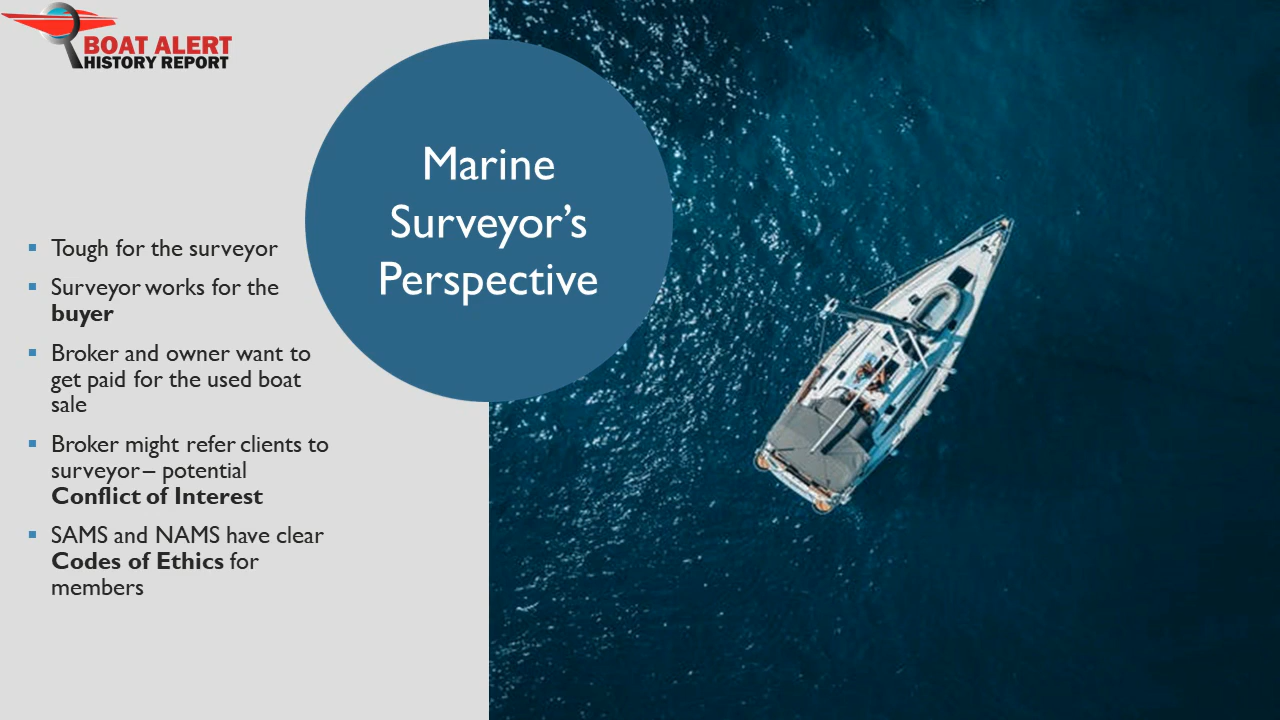 BOAT ALERT
HISTORY REPORT
Marine
Surveyor’s
Perspective
Tough for the surveyor
Surveyor works for the
buyer
Broker and owner want to
get paid for the used boat
sale
Broker might refer clients to
surveyor – potential
Conflict of Interest
SAMS and NAMS have clear
Codes of Ethics for
members